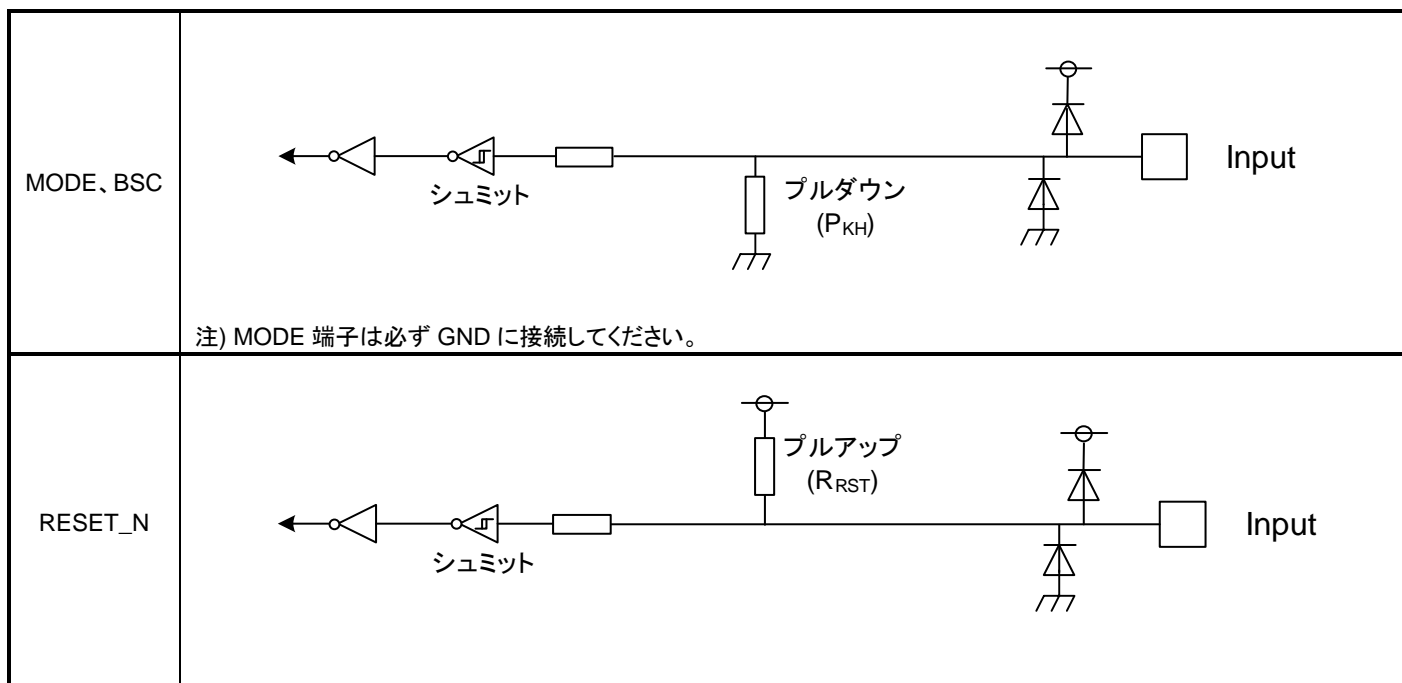 MODE、BSC
シュミット
プルダウン
(PKH)
Input
注) MODE 端子は必ず GND に接続してください。
RESET_N
シュミット
プルアップ
(RRST)
Input